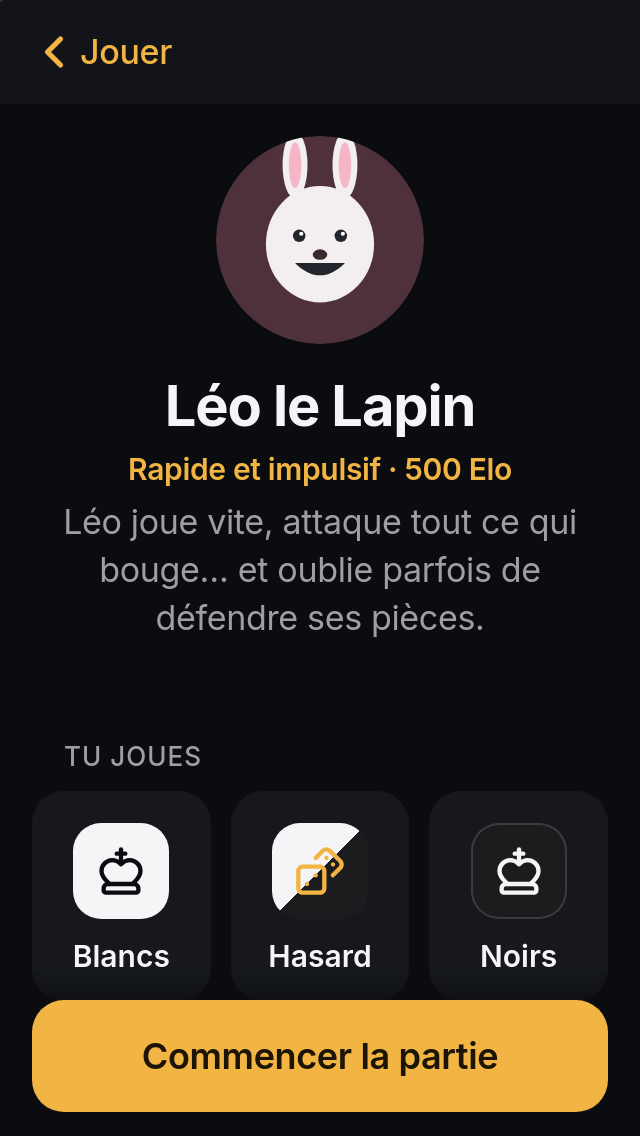 Jouer
Léo le Lapin
Rapide et impulsif · 500 Elo
Léo joue vite, attaque tout ce qui
bouge... et oublie parfois de
défendre ses pièces.
TU JOUES
Blancs
Hasard
Noirs
Commencer la partie